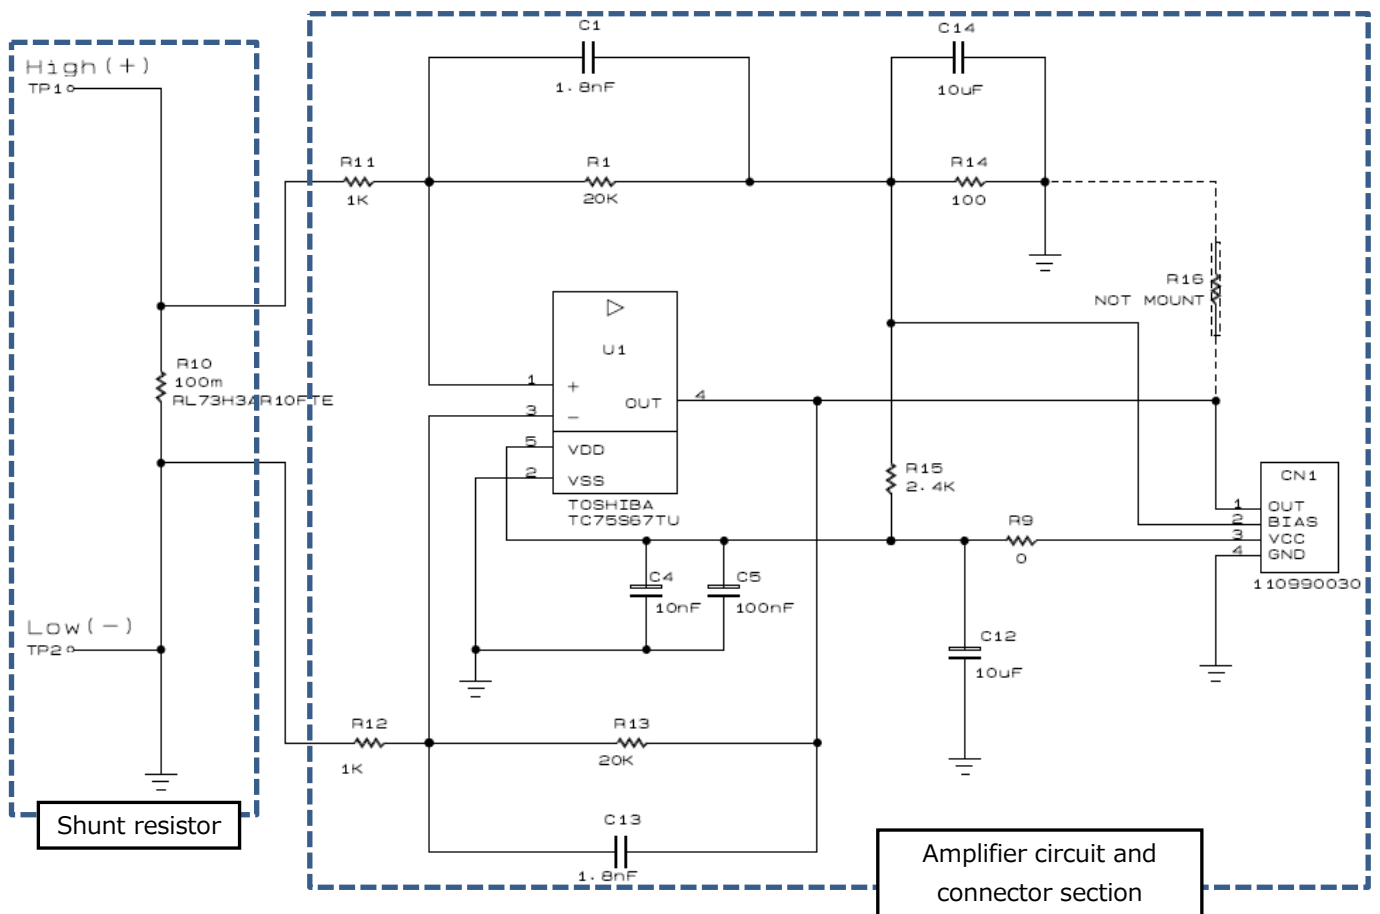 High(+)
TP1
R10
100m
RL73H3AR10FTE
Low(-)
TP2
Shunt resistor
C1
1.8nF
C14
10uF
R11
1K
R1
20K
R14
100
R16
NOT MOUNT
U1
1
+
3
-
OUT
4
5
VDD
2
VSS
TOSHIBA
TC75S67TU
R15
2.4K
CN1
1
OUT
2
BIAS
3
VCC
4
GND
110990030
R9
0
C4
10nF
C5
100nF
C12
10uF
R12
1K
R13
20K
C13
1.8nF
Amplifier circuit and
connector section